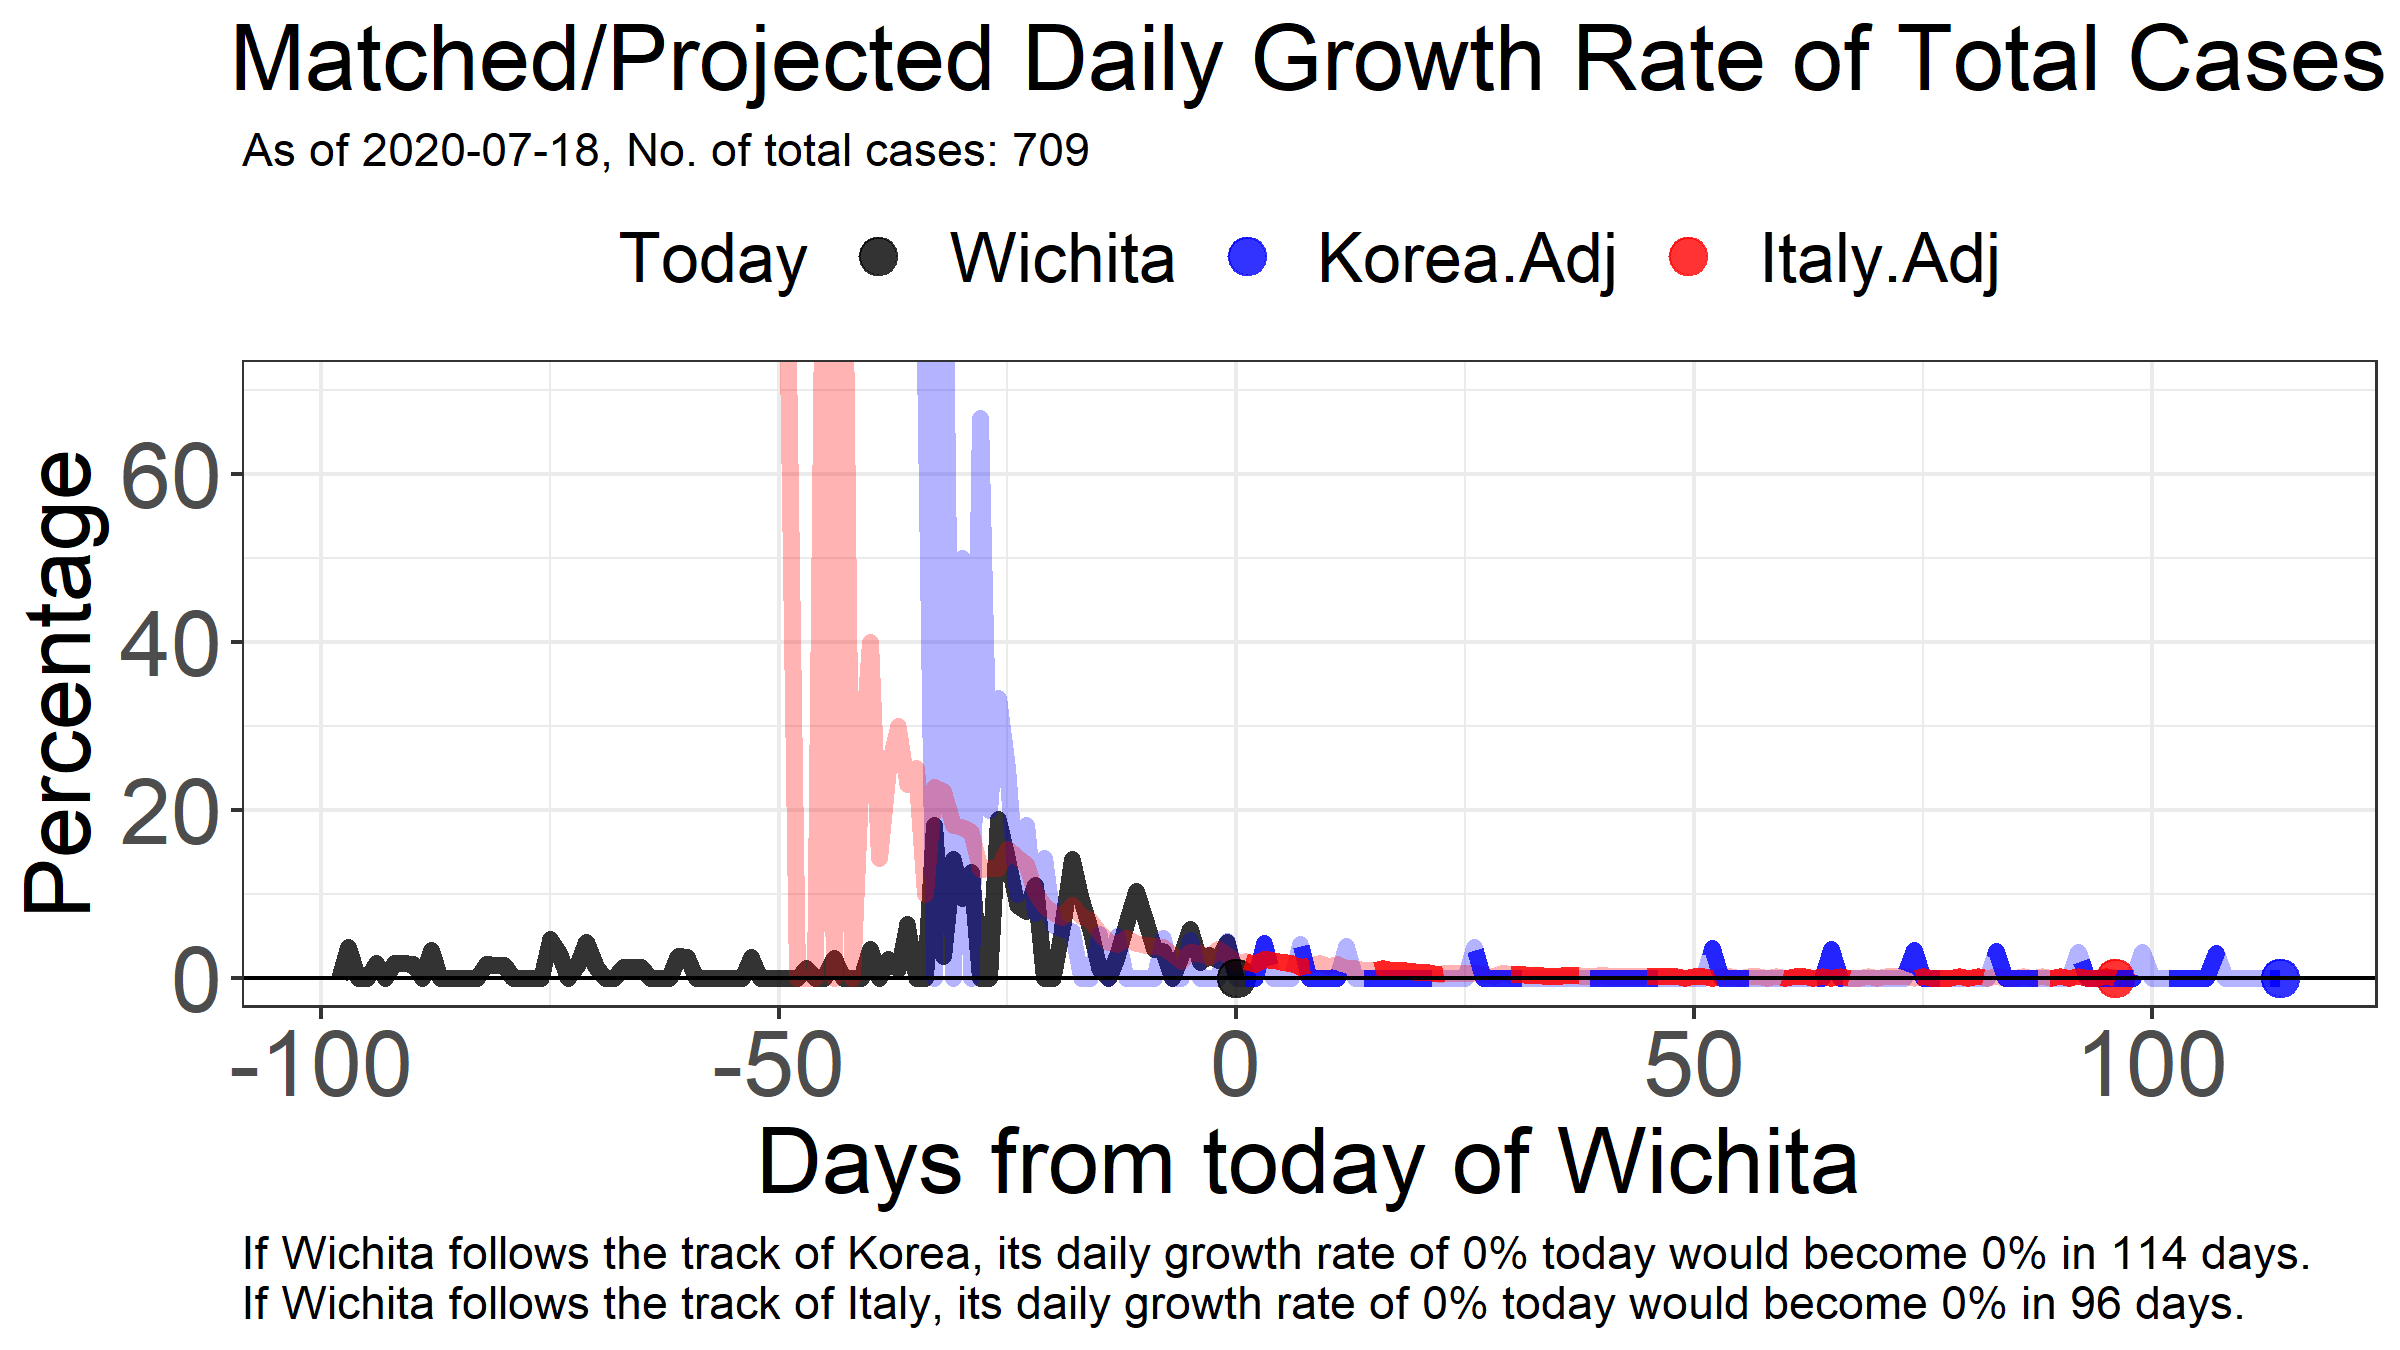 Matched/Projected Daily Growth Rate of Total Cases
As of 2020-07-18, No. of total cases: 709
Today Wichita Korea.Adj Italy.Adj
Percentage
60
40
20
0
-100 -50 0 50 100
Days from today of Wichita
If Wichita follows the track of Korea, its daily growth rate of 0% today would become 0% in 114 days.
If Wichita follows the track of Italy, its daily growth rate of 0% today would become 0% in 96 days.